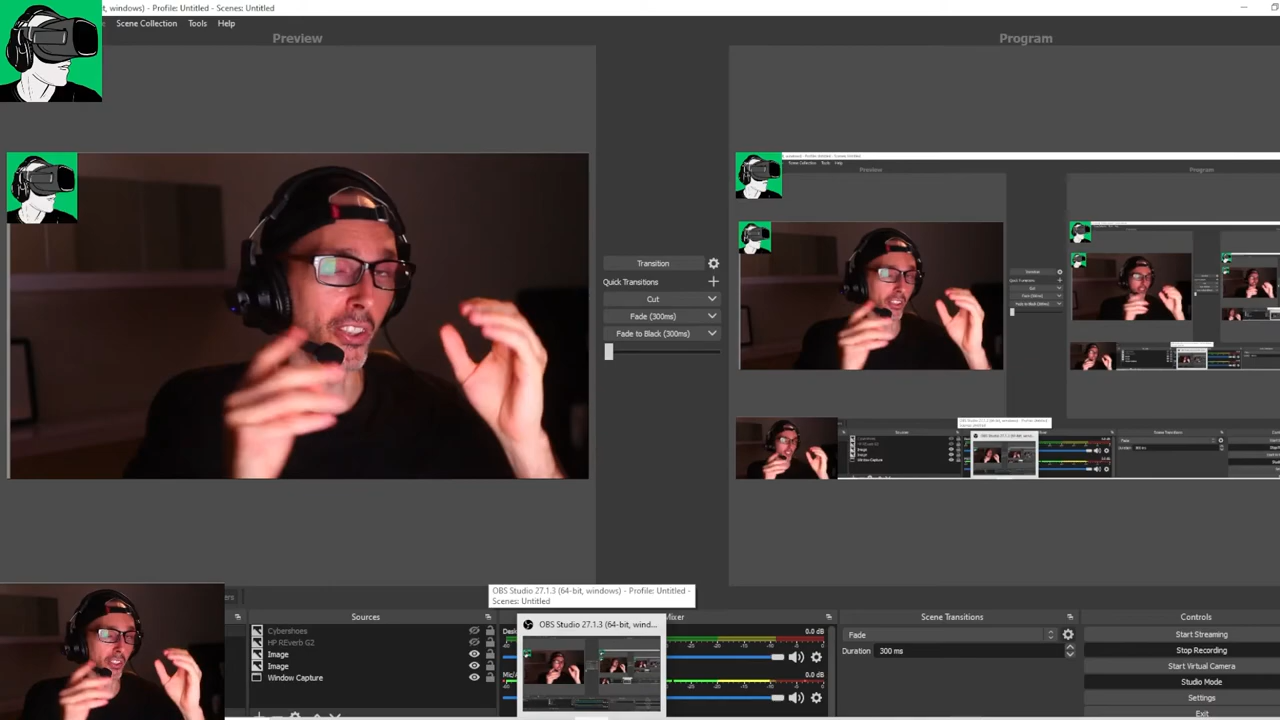 bit, windows) - Profile: Untitled - Scenes: Untitled
Scene Collection Tools Help
Preview
Program
Transition
Quick Transitions
Cut
Fade (300ms)
Fade to Black (300ms)
OBS Studio 27.1.3 (64-bit, windows) - Profile: Untitled -
Scenes: Untitled
Sources
Mixer
Scene Transitions
Controls
Cybershoes
HP REverb G2
Image
Image
Window Capture
OBS Studio 27.1.3 (64-bit, wind...
0.0 dB
0.0 dB
Fade
Duration 300 ms
Start Streaming
Stop Recording
Start Virtual Camera
Studio Mode
Settings
Exit